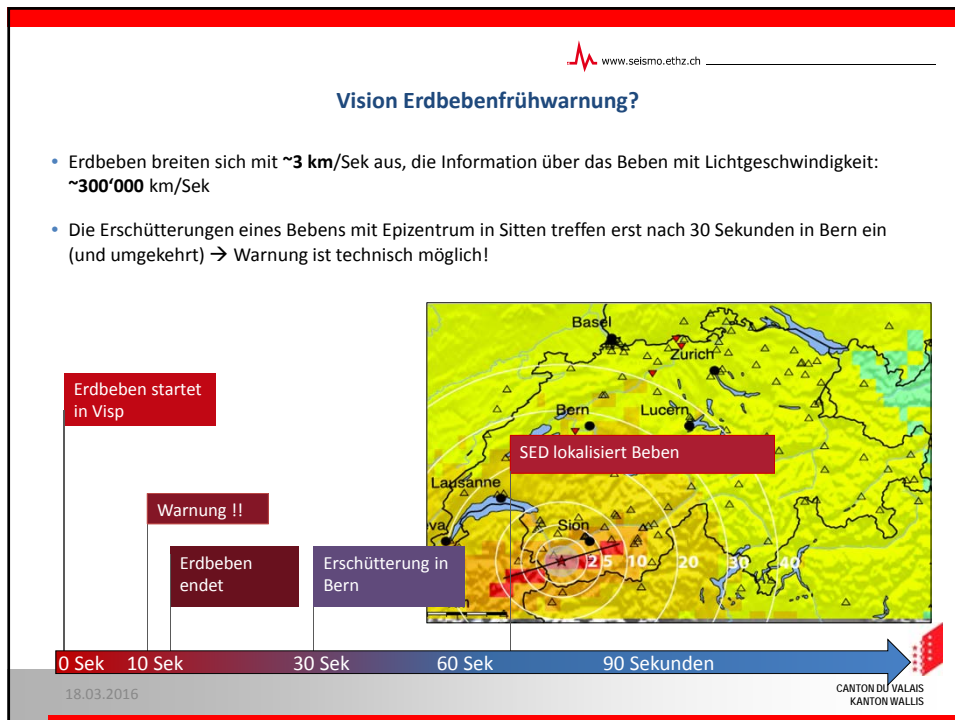 www.seismo.ethz.ch
Vision Erdbebenfrühwarnung?
• Erdbeben breiten sich mit ~3 km/Sek aus, die Information über das Beben mit Lichtgeschwindigkeit:
~300‘000 km/Sek
• Die Erschütterungen eines Bebens mit Epizentrum in Sitten treffen erst nach 30 Sekunden in Bern ein
(und umgekehrt) → Warnung ist technisch möglich!
Basel
Zurich
Erdbeben startet
in Visp
Bern
Lucern
SED lokalisiert Beben
Lausanne
Warnung !!
Sion
Erdbeben
endet
Erschütterung in
Bern
2 5 10 20 30 40
0 Sek 10 Sek 30 Sek 60 Sek 90 Sekunden
18.03.2016
CANTON DU VALAIS
KANTON WALLIS